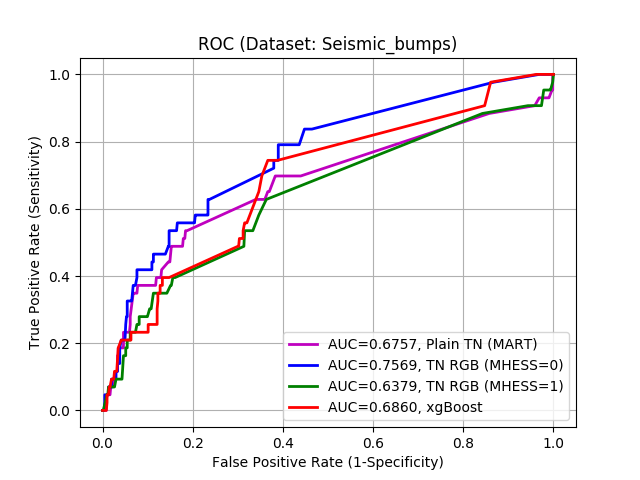 ROC (Dataset: Seismic_bumps)
True Positive Rate (Sensitivity)
1.0
0.8
0.6
0.4
0.2
0.0
AUC=0.6757, Plain TN (MART)
AUC=0.7569, TN RGB (MHESS=0)
AUC=0.6379, TN RGB (MHESS=1)
AUC=0.6860, xgBoost
0.0 0.2 0.4 0.6 0.8 1.0
False Positive Rate (1-Specificity)